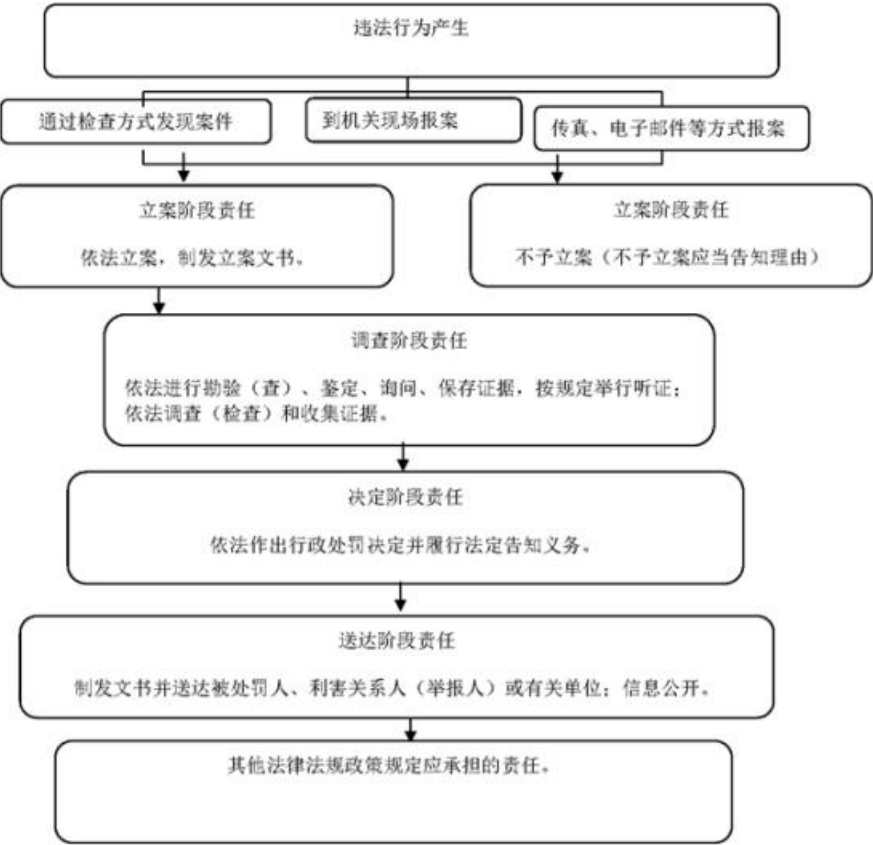 违法行为产生
通过检查方式发现案件
到机关现场报案
传真、电子邮件等方式报案
立案阶段责任
依法立案，制发立案文书。
立案阶段责任
不予立案（不予立案应当告知理由）
调查阶段责任
依法进行勘验（查）、鉴定、询问、保存证据，按规定举行听证；
依法调查（检查）和收集证据。
决定阶段责任
依法作出行政处罚决定并履行法定告知义务。
送达阶段责任
制发文书并送达被处罚人、利害关系人（举报人）或有关单位；信息公开。
其他法律法规政策规定应承担的责任。